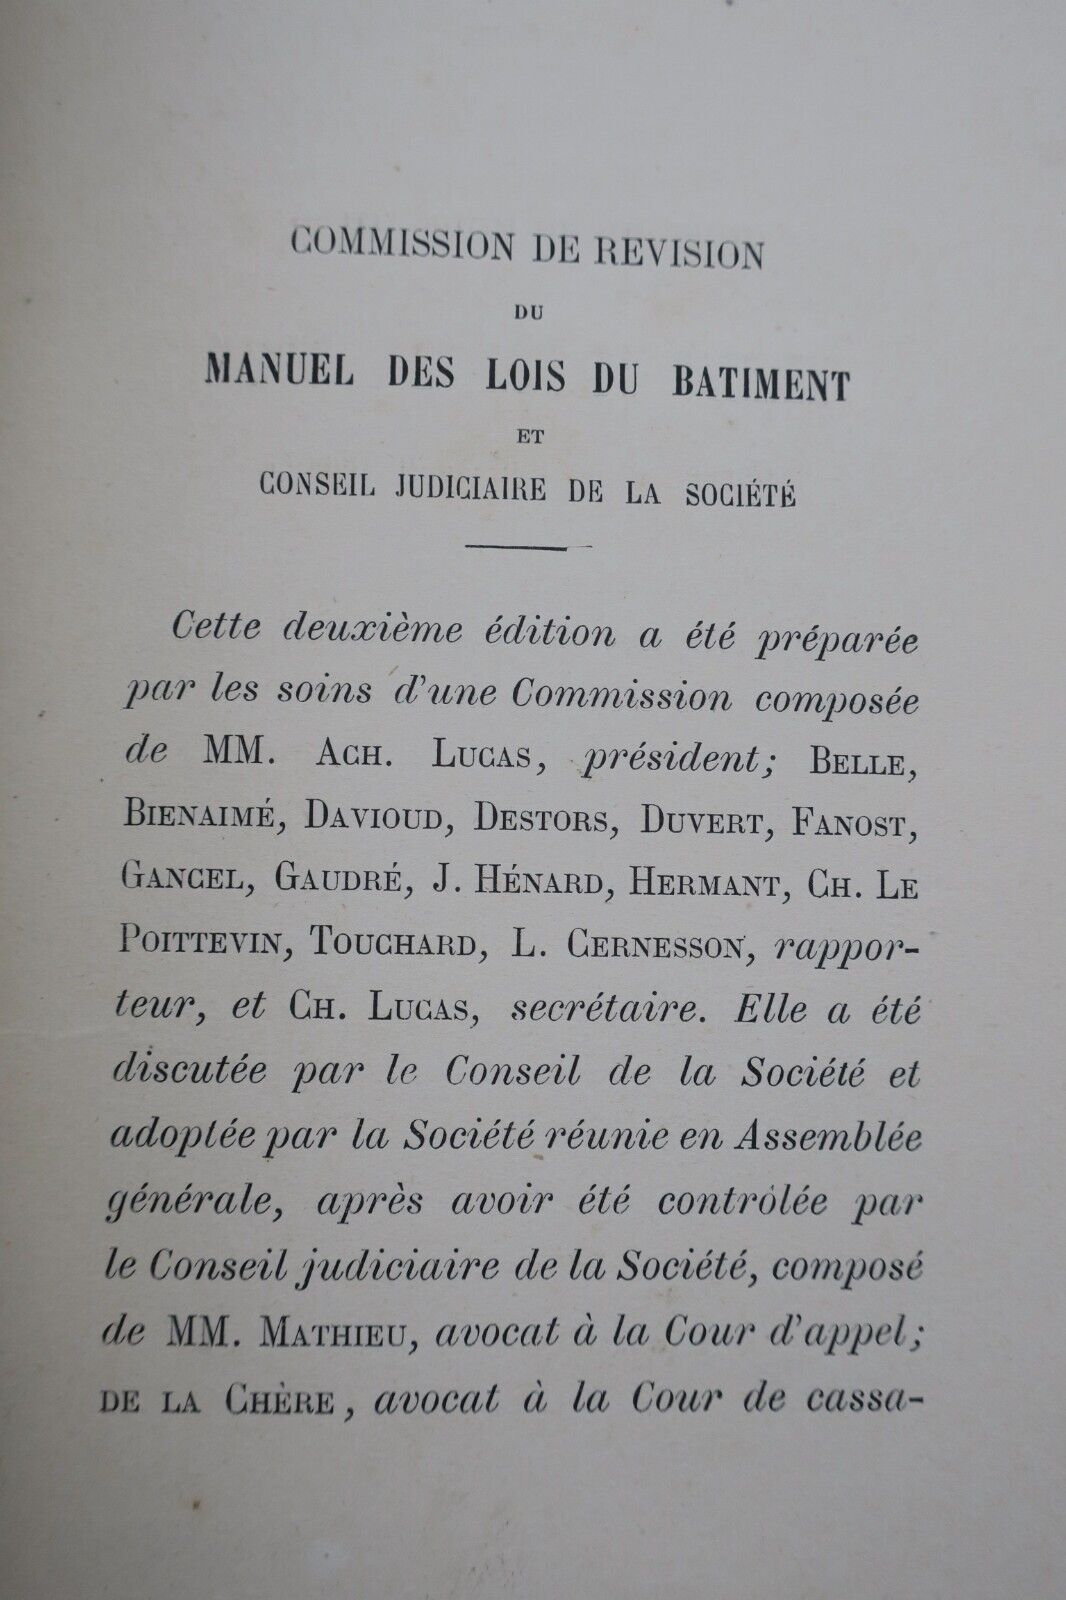 COMMISSION DE REVISION
DU
MANUEL DES LOIS DU BATIMENT
ET
CONSEIL JUDICIAIRE DE LA SOCIÉTÉ
Cette deuxième édition a été préparée
par les soins d'une Commission composée
de MM. ACH. LUCAS, président; BELLE,
BIENAIMÉ, DAVIOUD, DESTORS, DUVERT, FANOST,
GANCEL, GAUDRÉ, J. HÉNARD, HERMANT, CH. LE
POITTEVIN, TOUCHARD, L. CERNESSON, rappor-
teur, et CH. LUCAS, secrétaire. Elle a été
discutée par le Conseil de la Société et
adoptée par la Société réunie en Assemblée
générale, après avoir été contrôlée par
le Conseil judiciaire de la Société, composé
de MM. MATHIEU, avocat à la Cour d'appel;
DE LA CHÈRE, avocat à la Cour de cassa-